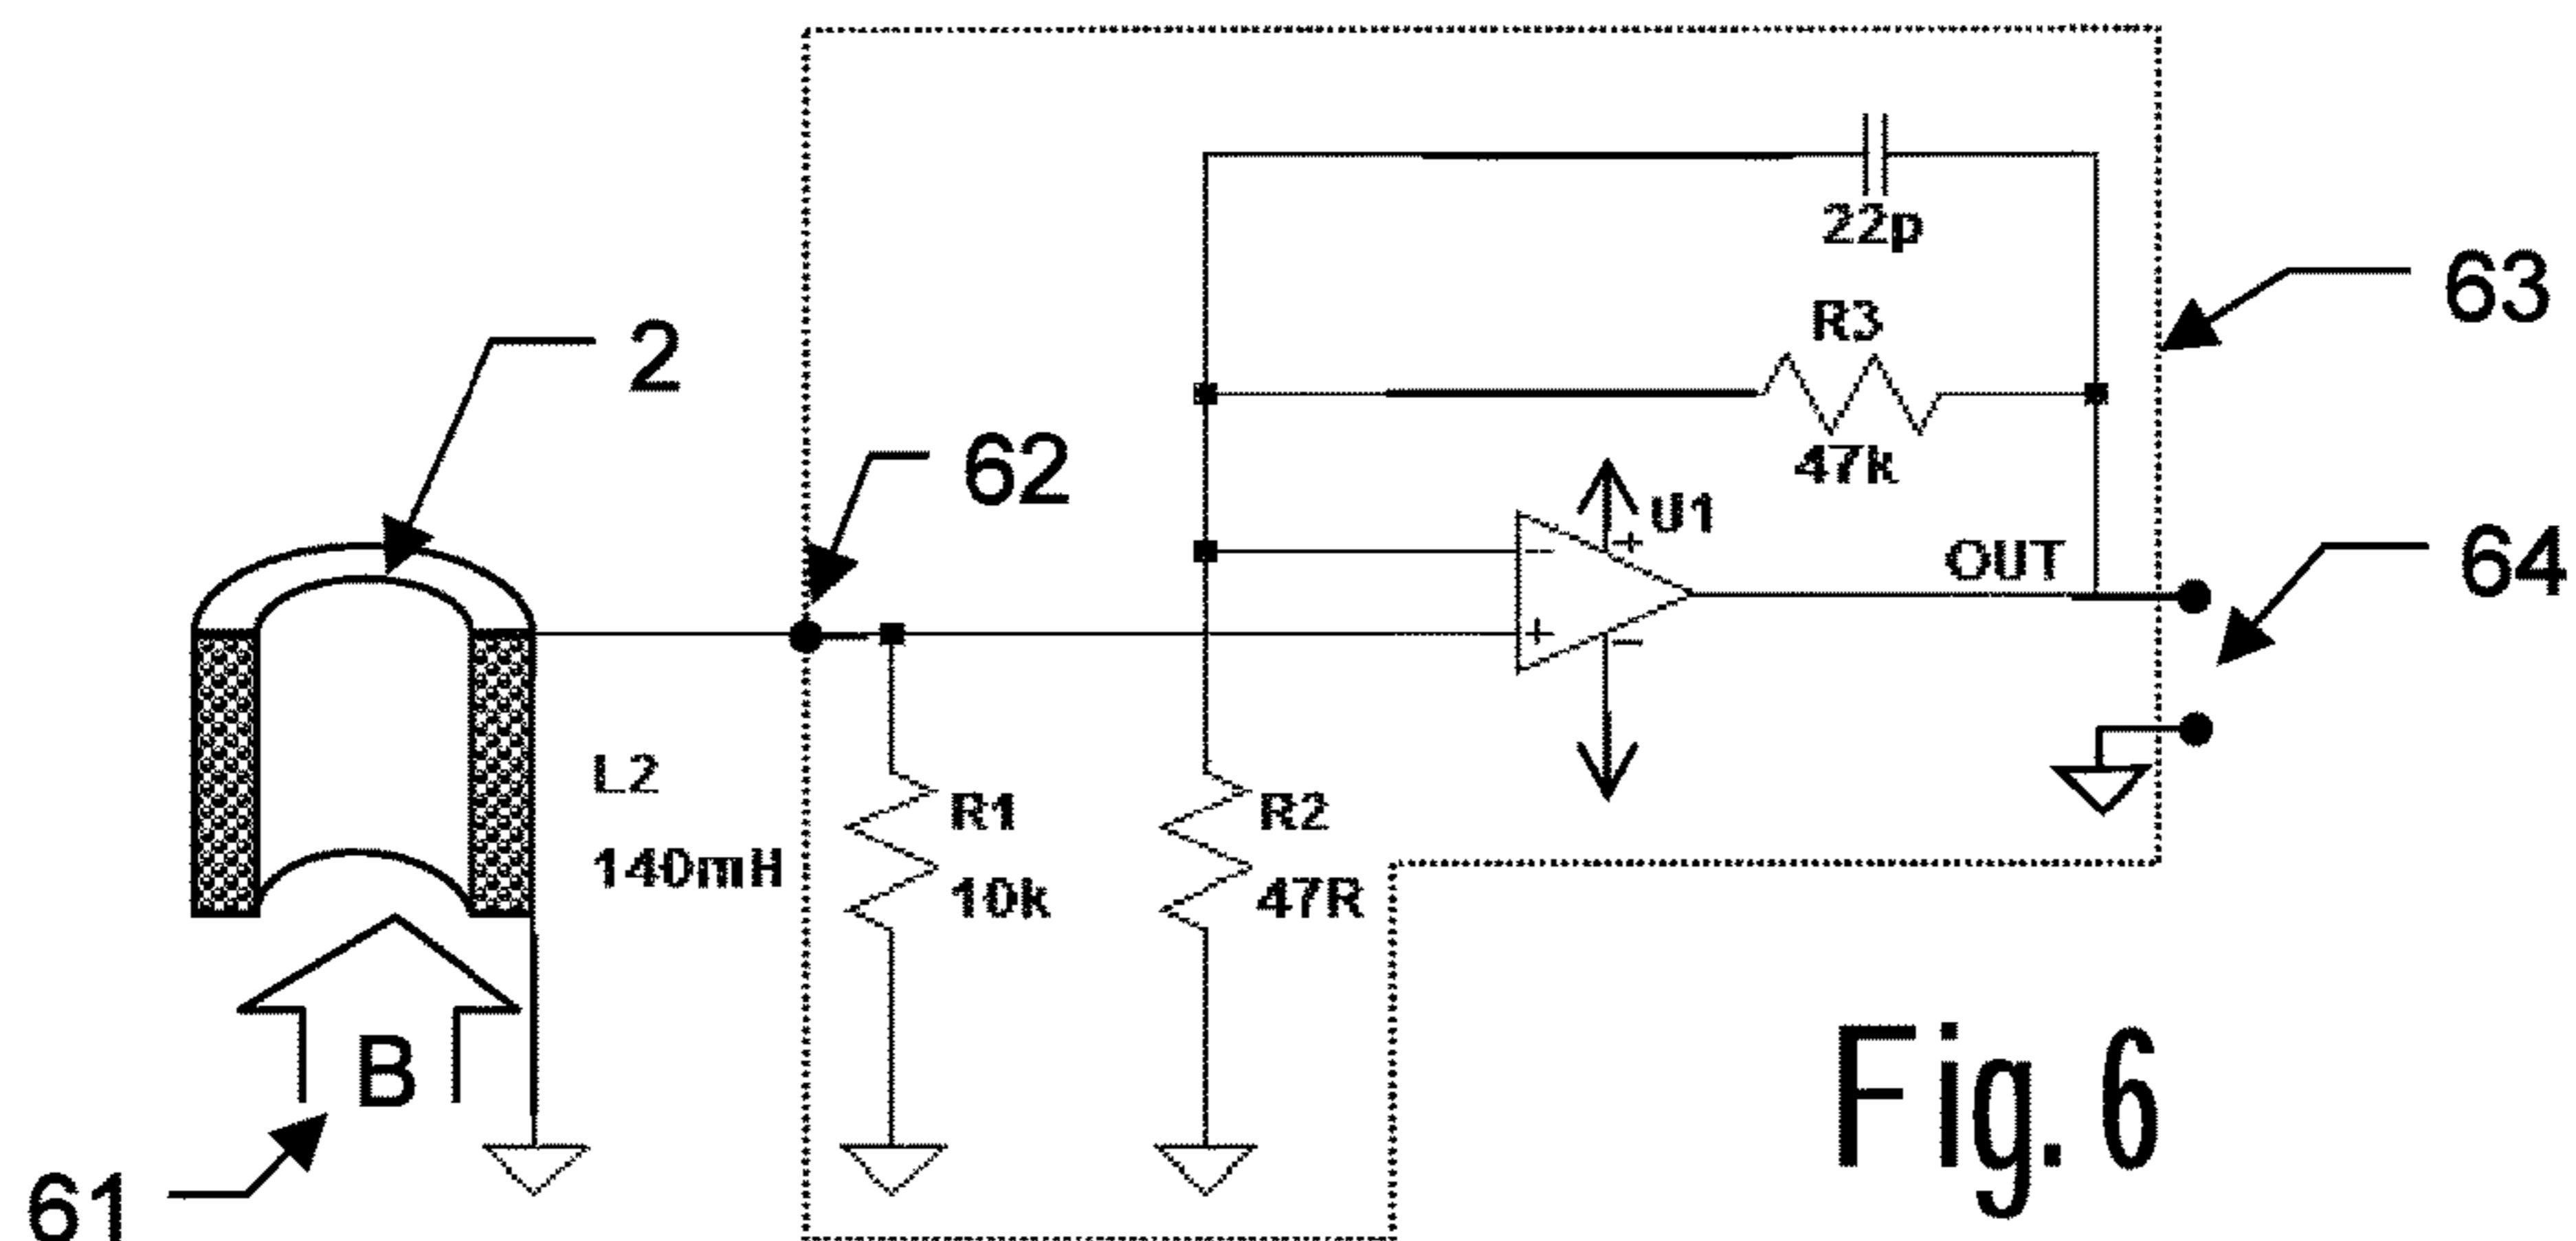 22p
63
R3
2
47k
62
U1
+
-
OUT
64
+
-
L2
140mH
R1
10k
R2
47R
B
61
Fig. 6